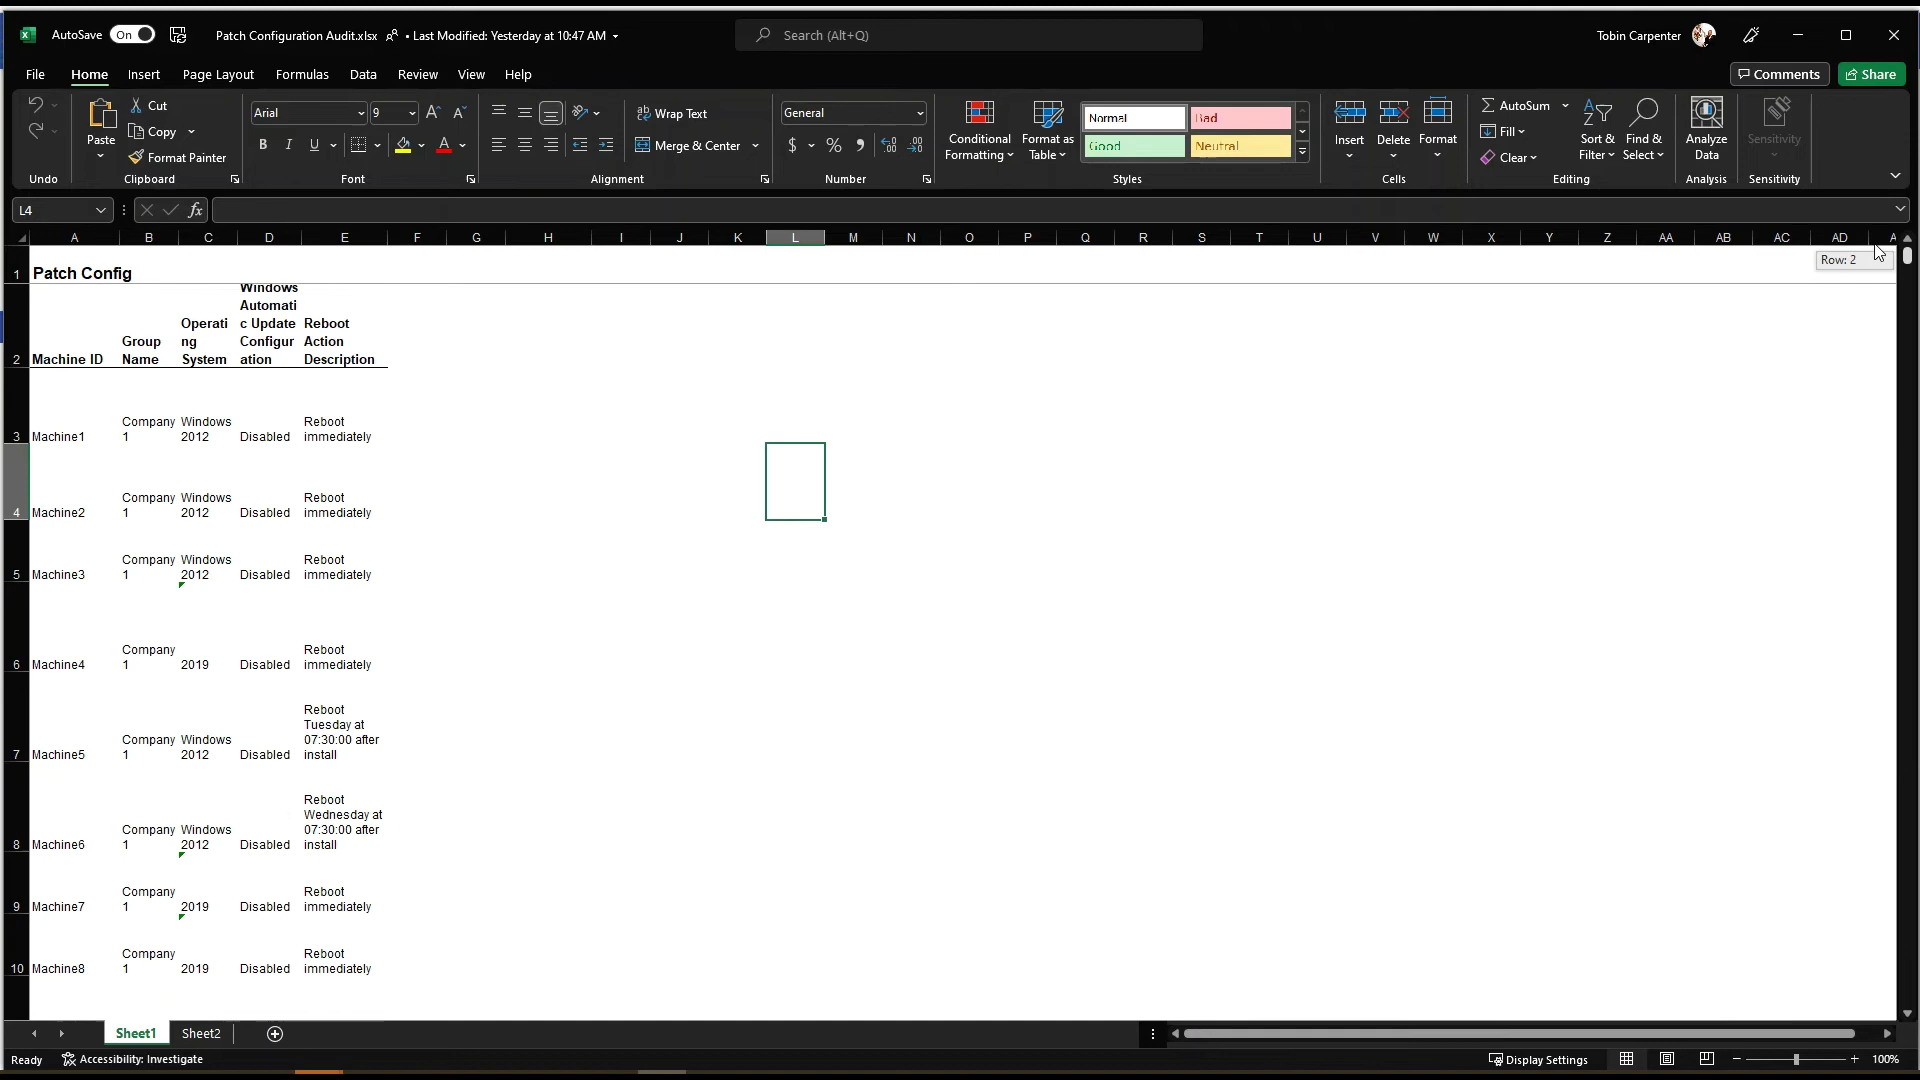 AutoSave On Patch Configuration Audit.xlsx • Last Modified: Yesterday at 10:47 AM Search (Alt+Q) Tobin Carpenter
File Home Insert Page Layout Formulas Data Review View Help Comments Share
Paste Cut Copy Format Painter
Arial 9 B I U
Wrap Text Merge & Center
General $ %
Conditional Formatting Format as Table Normal Bad Good Neutral
Insert Delete Format
AutoSum Fill Clear Sort & Filter Find & Select
Analyze Data Sensitivity
Undo Clipboard Font Alignment Number Styles Cells Editing Analysis Sensitivity
L4 fx
A B C D E F G H I J K L M N O P Q R S T U V W X Y Z AA AB AC AD A
Row: 2
1 Patch Config
2 Machine ID
Group
Name
Operati
ng
System
Windows
Automati
c Update
Configur
ation
Reboot
Action
Description
3 Machine1
Company
1
Windows
2012
Disabled
Reboot
immediately
4 Machine2
Company
1
Windows
2012
Disabled
Reboot
immediately
5 Machine3
Company
1
Windows
2012
Disabled
Reboot
immediately
6 Machine4
Company
1
2019
Disabled
Reboot
immediately
7 Machine5
Company
1
Windows
2012
Disabled
Reboot
Tuesday at
07:30:00 after
install
8 Machine6
Company
1
Windows
2012
Disabled
Reboot
Wednesday at
07:30:00 after
install
9 Machine7
Company
1
2019
Disabled
Reboot
immediately
10 Machine8
Company
1
2019
Disabled
Reboot
immediately
Sheet1 Sheet2
Ready Accessibility: Investigate Display Settings 100%